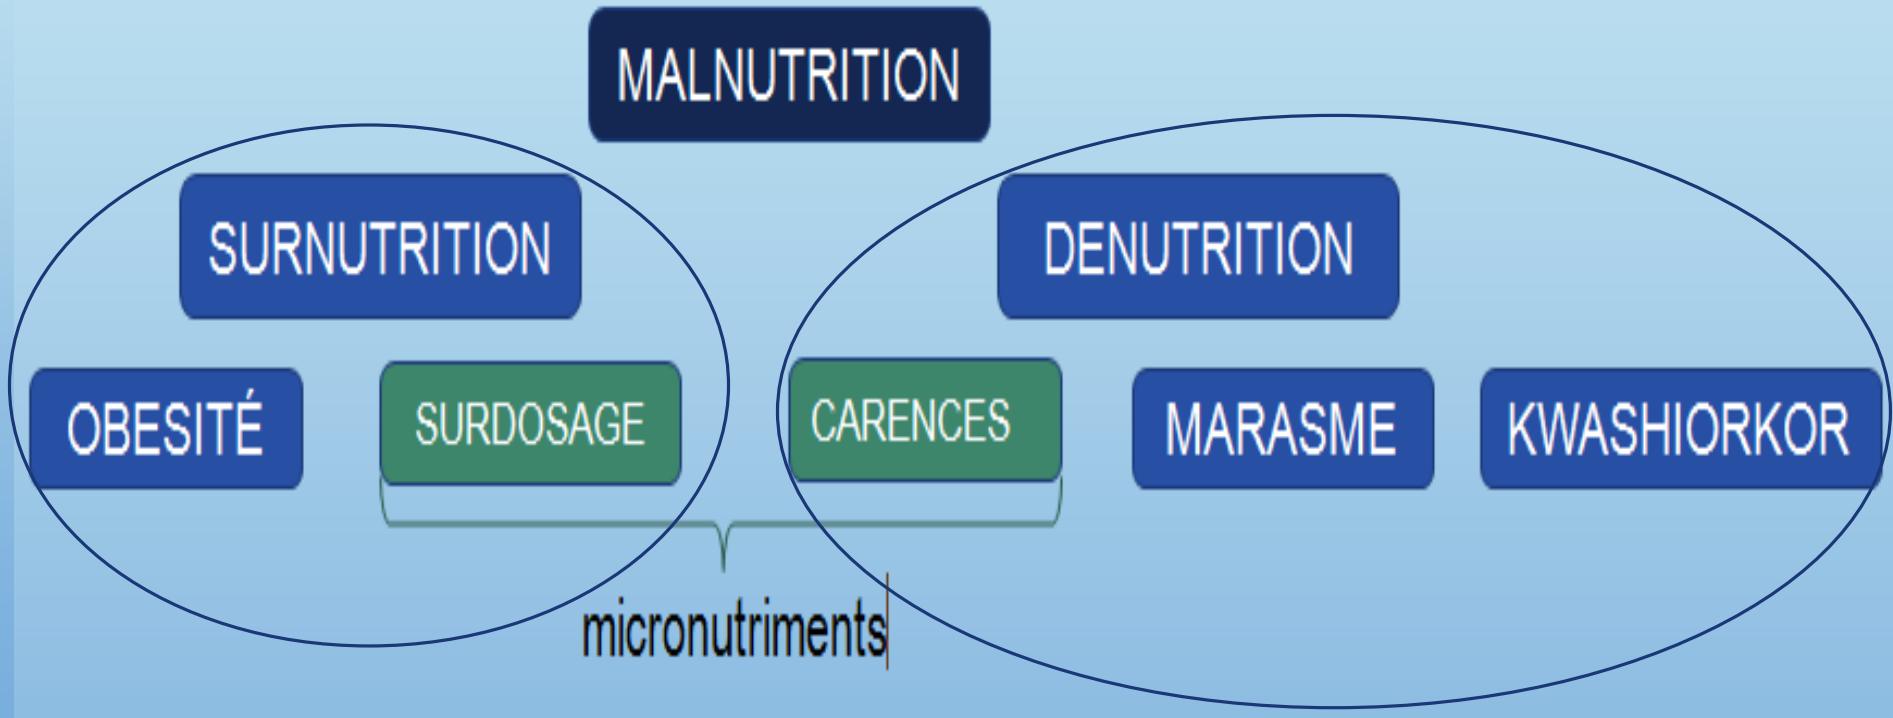 MALNUTRITION
SURNUTRITION
DENUTRITION
OBESITÉ
SURDOSAGE
CARENCES
MARASME
KWASHIORKOR
micronutriments